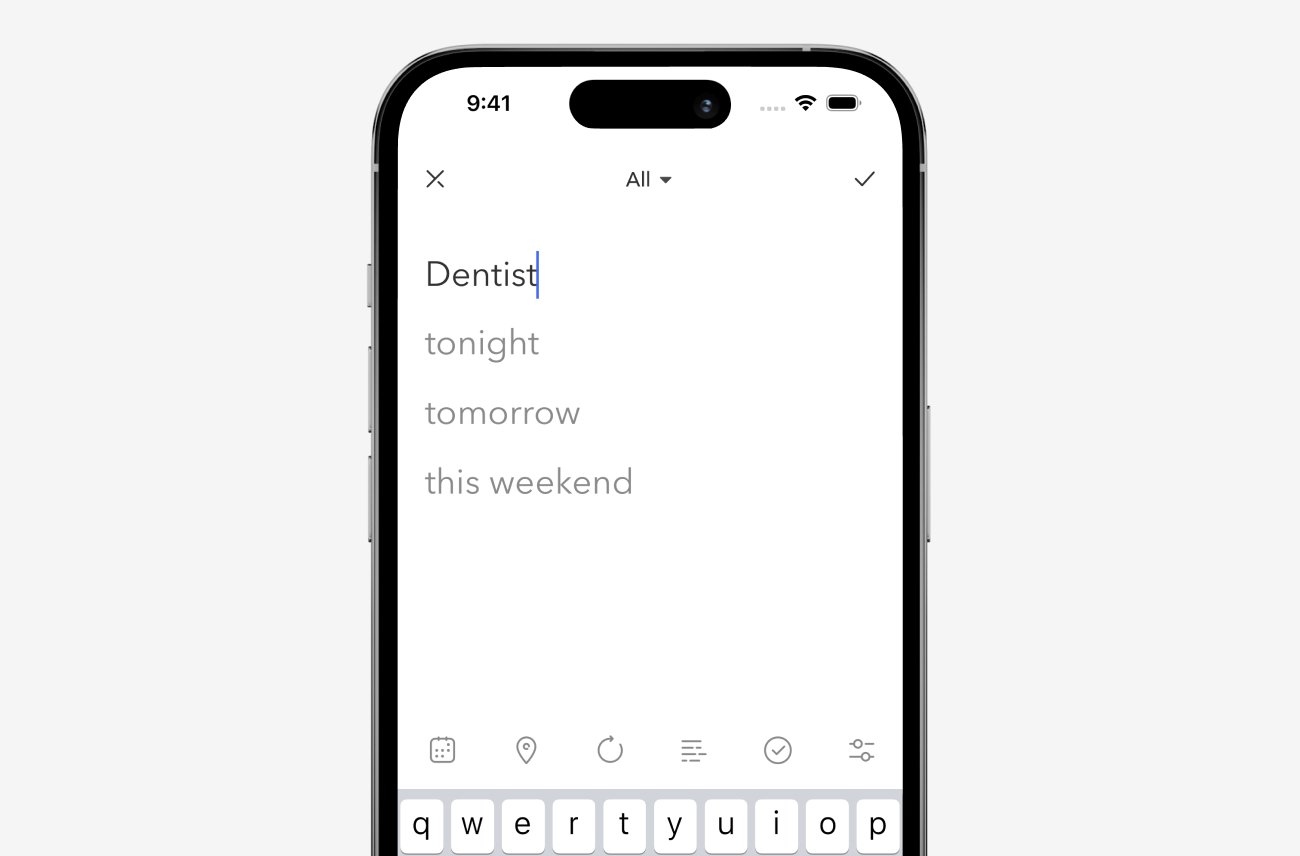 9:41
All
Dentist
tonight
tomorrow
this weekend
q w e r t y u i o p